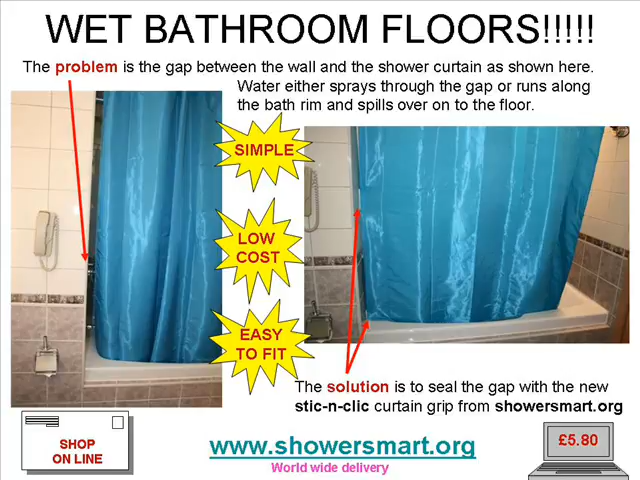 WET BATHROOM FLOORS!!!!!
The problem is the gap between the wall and the shower curtain as shown here.
Water either sprays through the gap or runs along
the bath rim and spills over on to the floor.
SIMPLE
LOW
COST
EASY
TO FIT
The solution is to seal the gap with the new
stic-n-clic curtain grip from showersmart.org
SHOP
ON LINE
www.showersmart.org
World wide delivery
£5.80